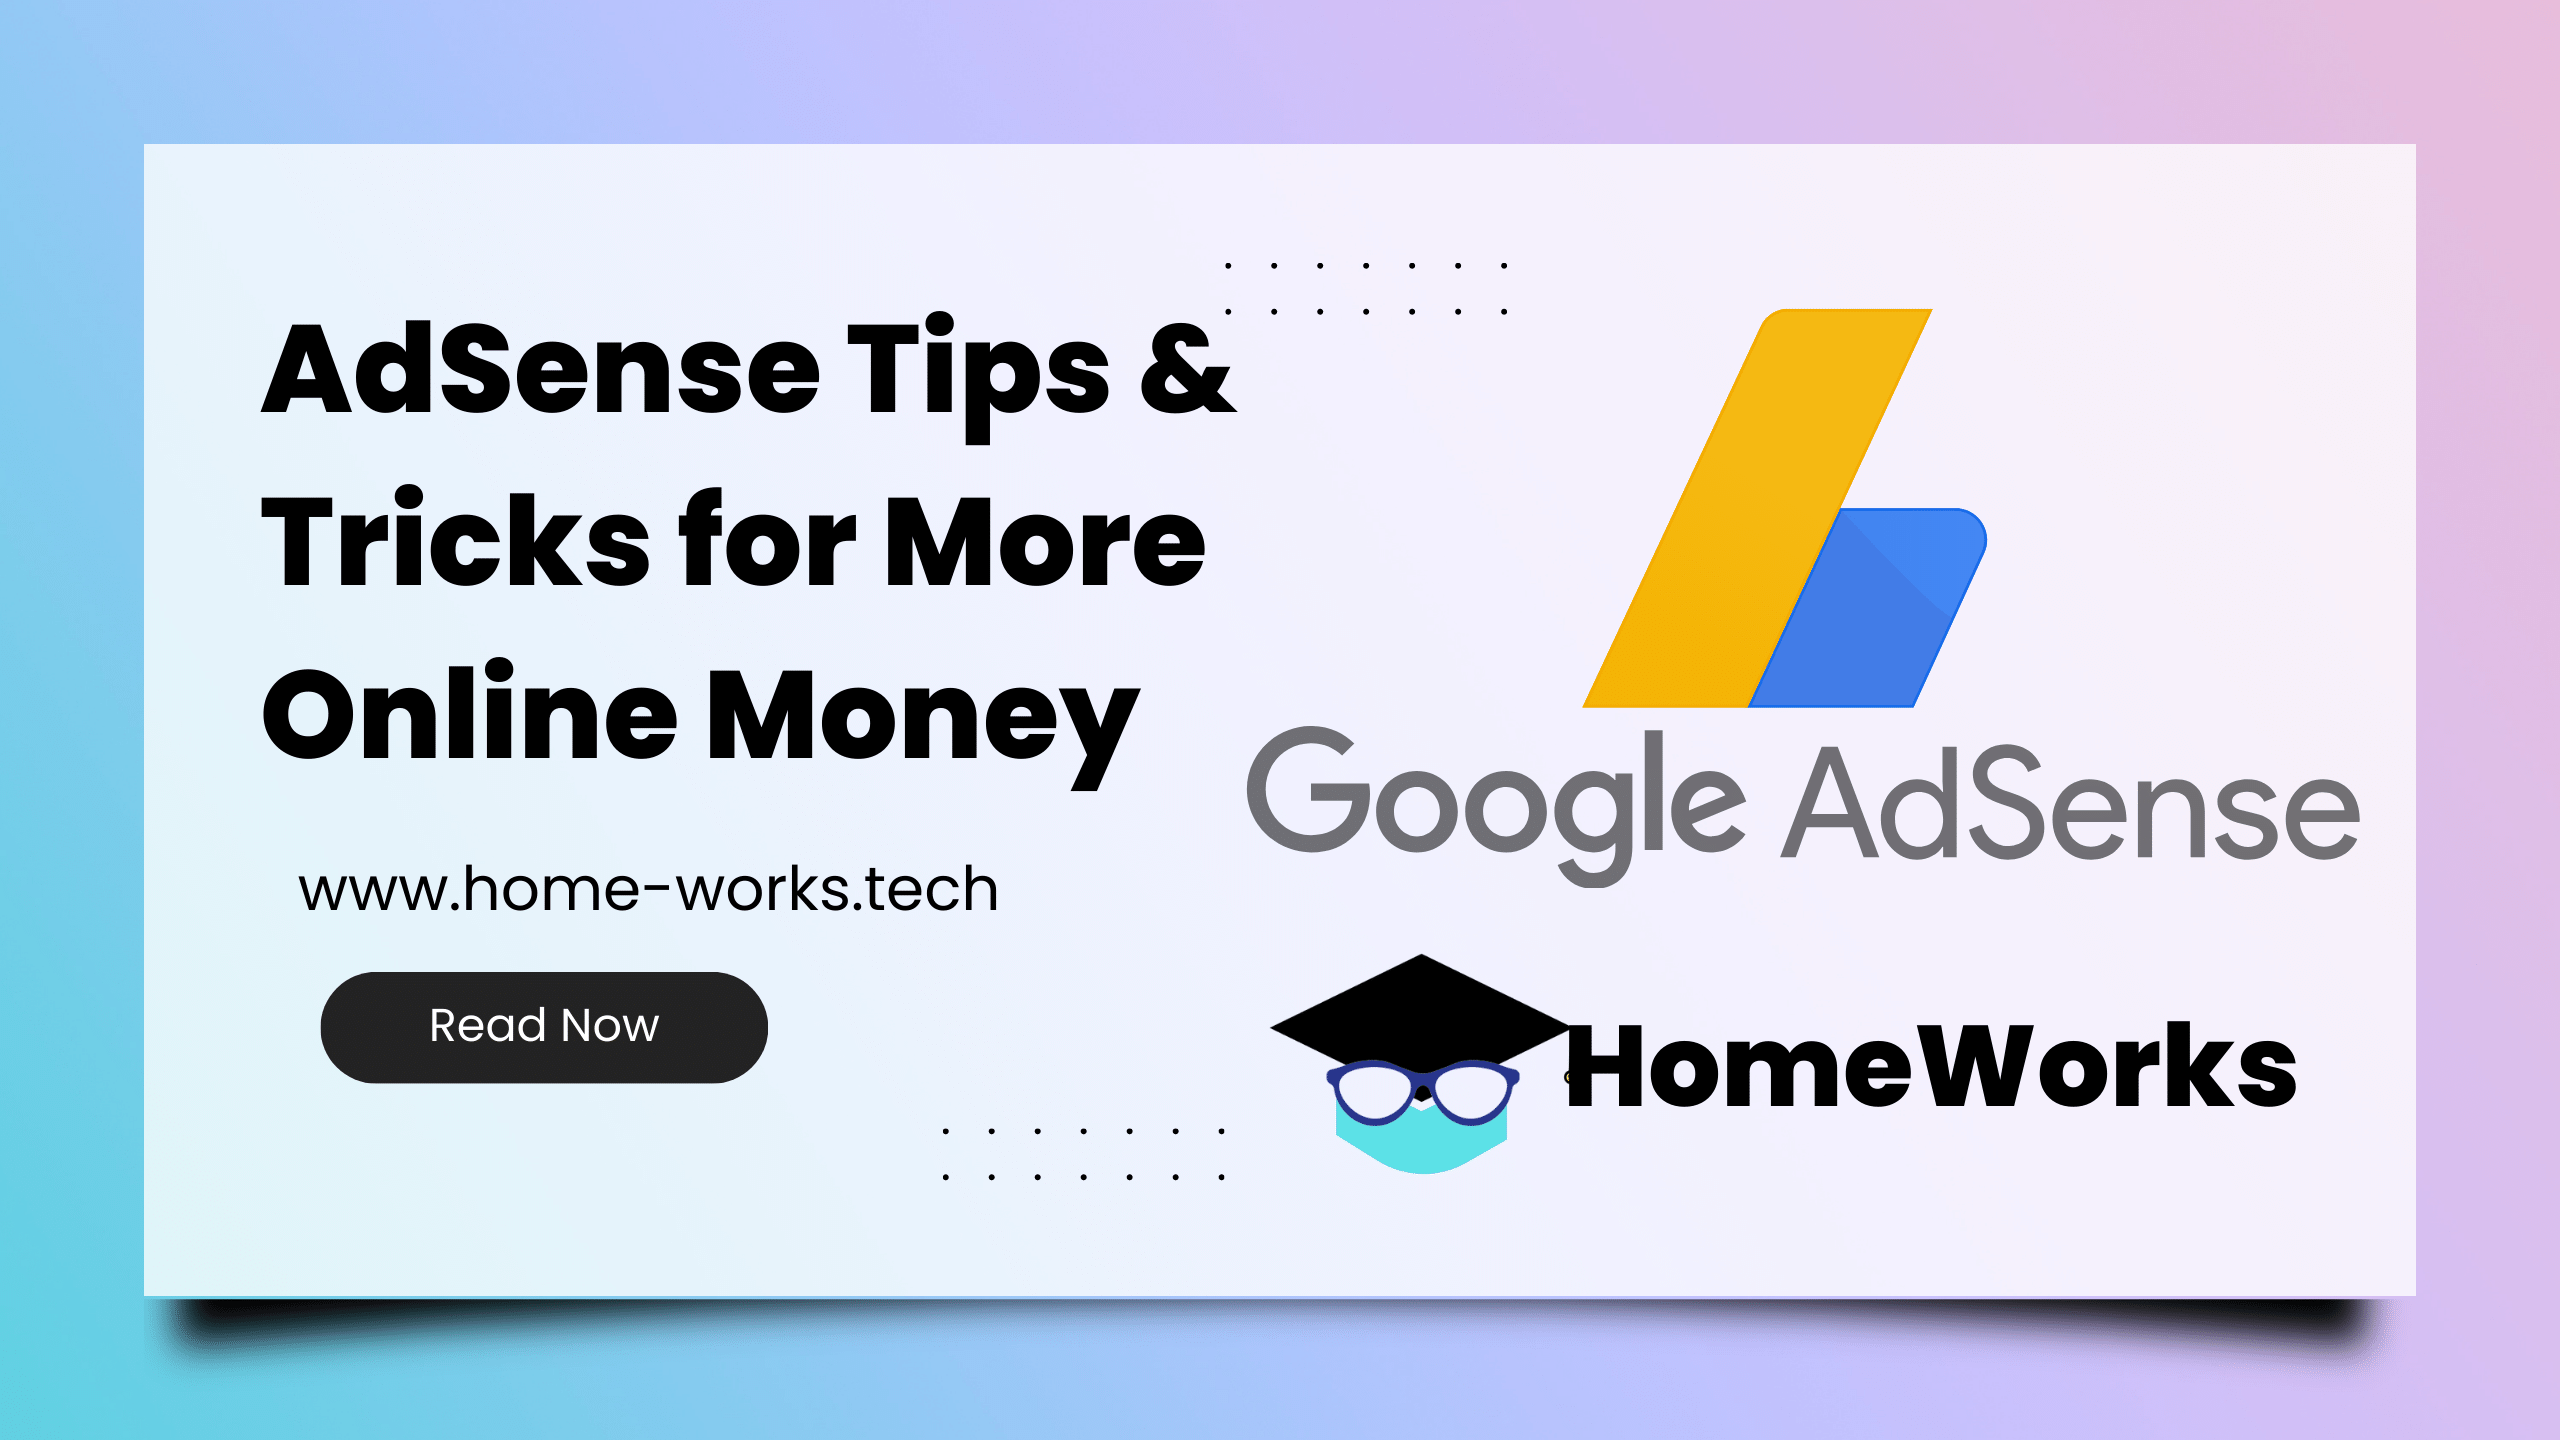 AdSense Tips &
Tricks for More
Online Money
www.home-works.tech
Read Now
Google AdSense
HomeWorks